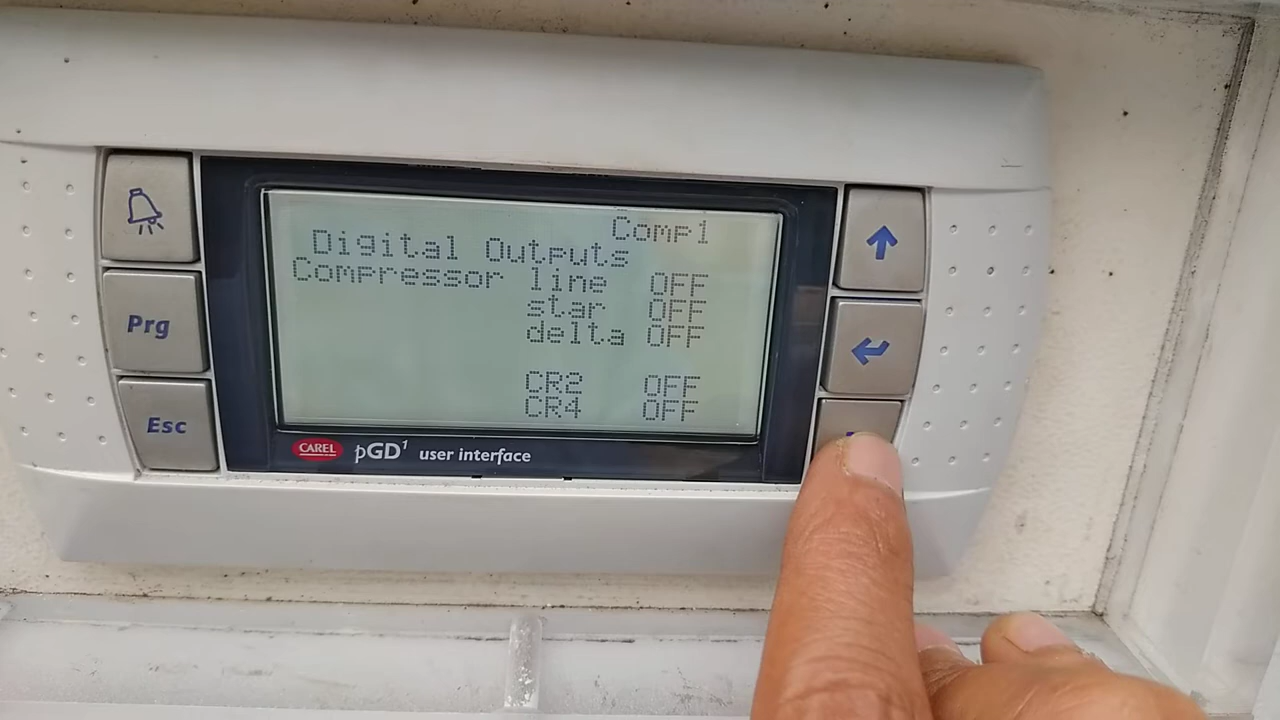 Comp1
Digital Outputs
Compressor line OFF
star OFF
delta OFF
CR2 OFF
CR4 OFF
Prg
Esc
CAREL pGD1 user interface